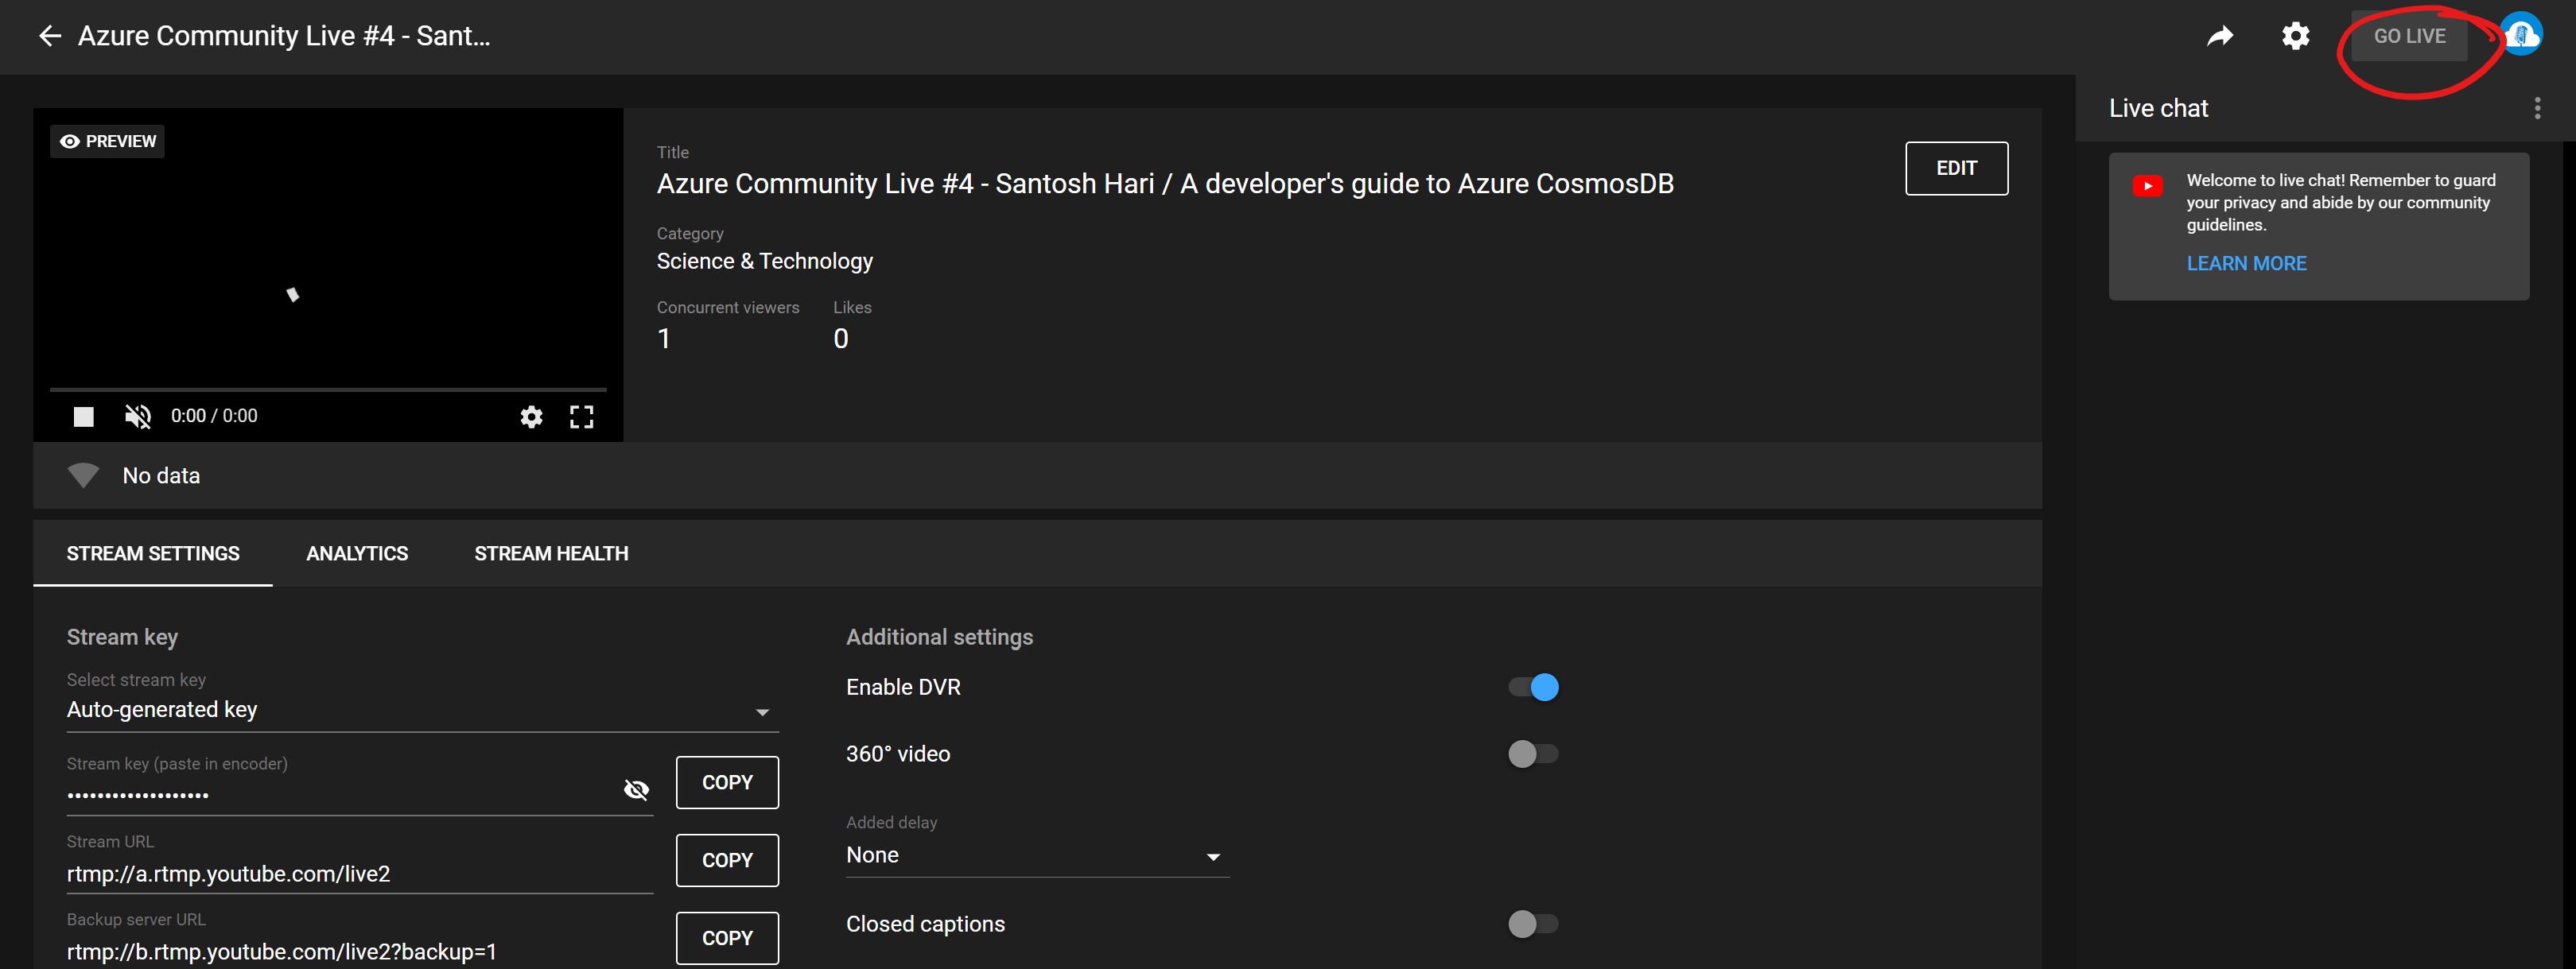 Azure Community Live #4 - Sant...
GO LIVE
PREVIEW
0:00 / 0:00
Title
Azure Community Live #4 - Santosh Hari / A developer's guide to Azure CosmosDB
EDIT
Category
Science & Technology
Concurrent viewers
1
Likes
0
No data
STREAM SETTINGS
ANALYTICS
STREAM HEALTH
Stream key
Select stream key
Auto-generated key
Stream key (paste in encoder)
•••••••••••••••••••
COPY
Stream URL
rtmp://a.rtmp.youtube.com/live2
COPY
Backup server URL
rtmp://b.rtmp.youtube.com/live2?backup=1
COPY
Additional settings
Enable DVR
360° video
Added delay
None
Closed captions
Live chat
Welcome to live chat! Remember to guard
your privacy and abide by our community
guidelines.
LEARN MORE